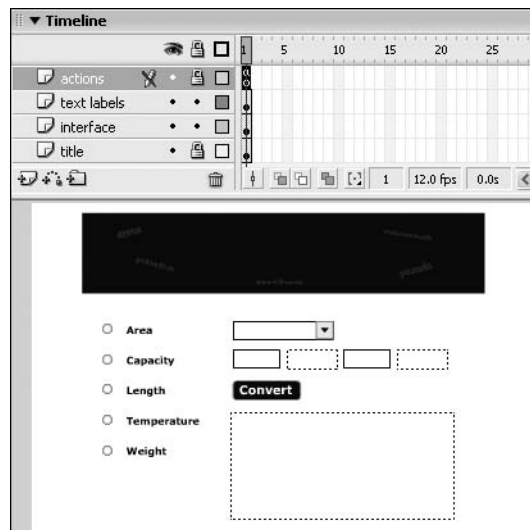 Timeline
1 5 10 15 20 25
actions
text labels
interface
title
1 12.0 fps 0.0s
Area
Capacity
Length
Convert
Temperature
Weight